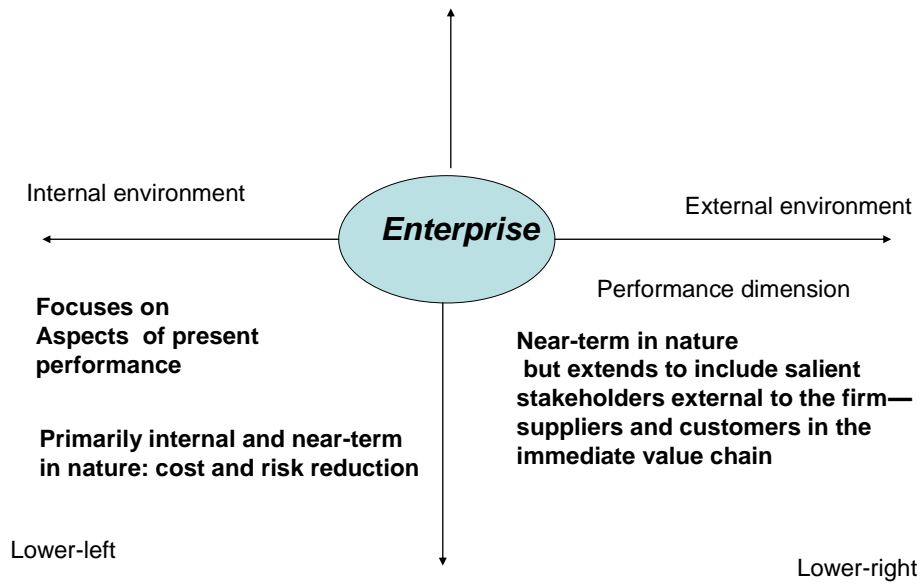 Internal environment
External environment
Enterprise
Performance dimension
Focuses on
Aspects of present
performance
Near-term in nature
but extends to include salient
stakeholders external to the firm—
suppliers and customers in the
immediate value chain
Primarily internal and near-term
in nature: cost and risk reduction
Lower-left
Lower-right